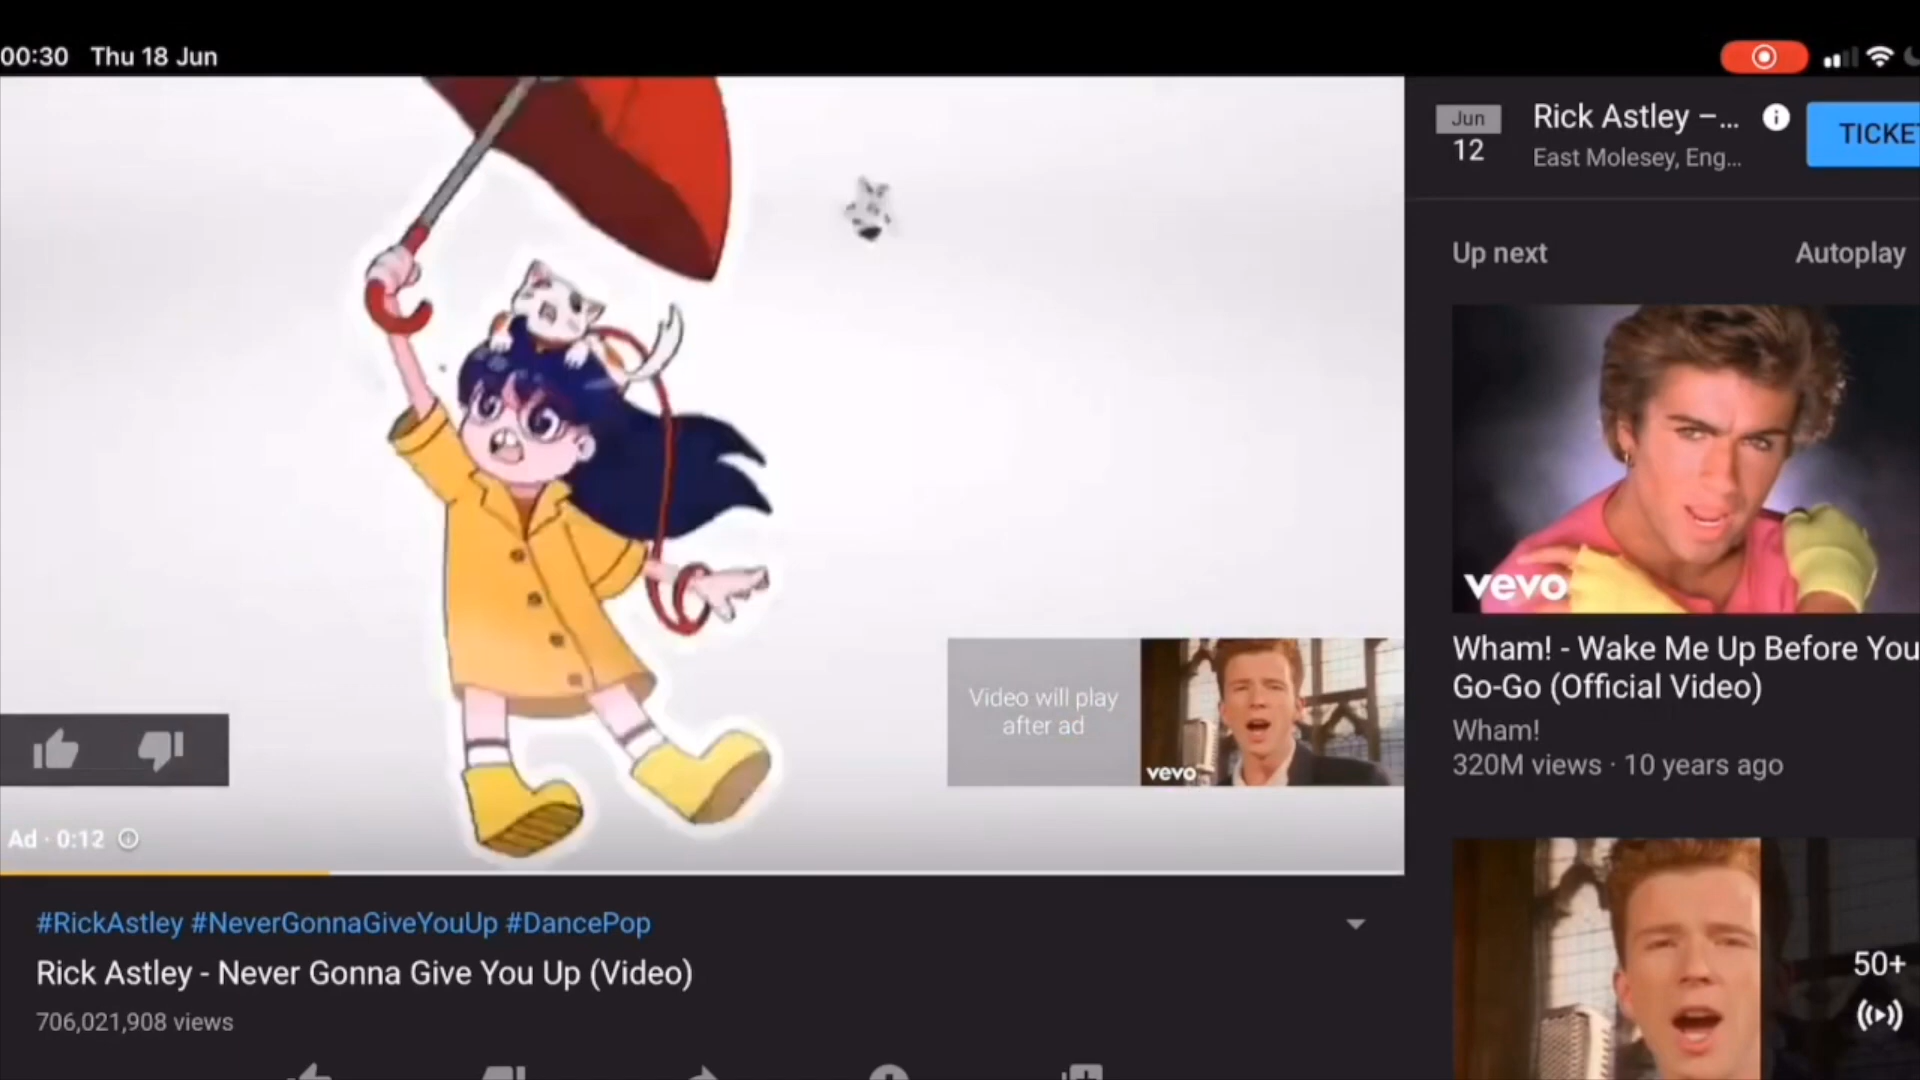 00:30 Thu 18 Jun
Jun
12
Rick Astley –...
East Molesey, Eng...
TICKE
Up next
Autoplay
vevo
Wham! - Wake Me Up Before You
Go-Go (Official Video)
Wham!
320M views · 10 years ago
50+
Video will play
after ad
vevo
Ad · 0:12
#RickAstley #NeverGonnaGiveYouUp #DancePop
Rick Astley - Never Gonna Give You Up (Video)
706,021,908 views